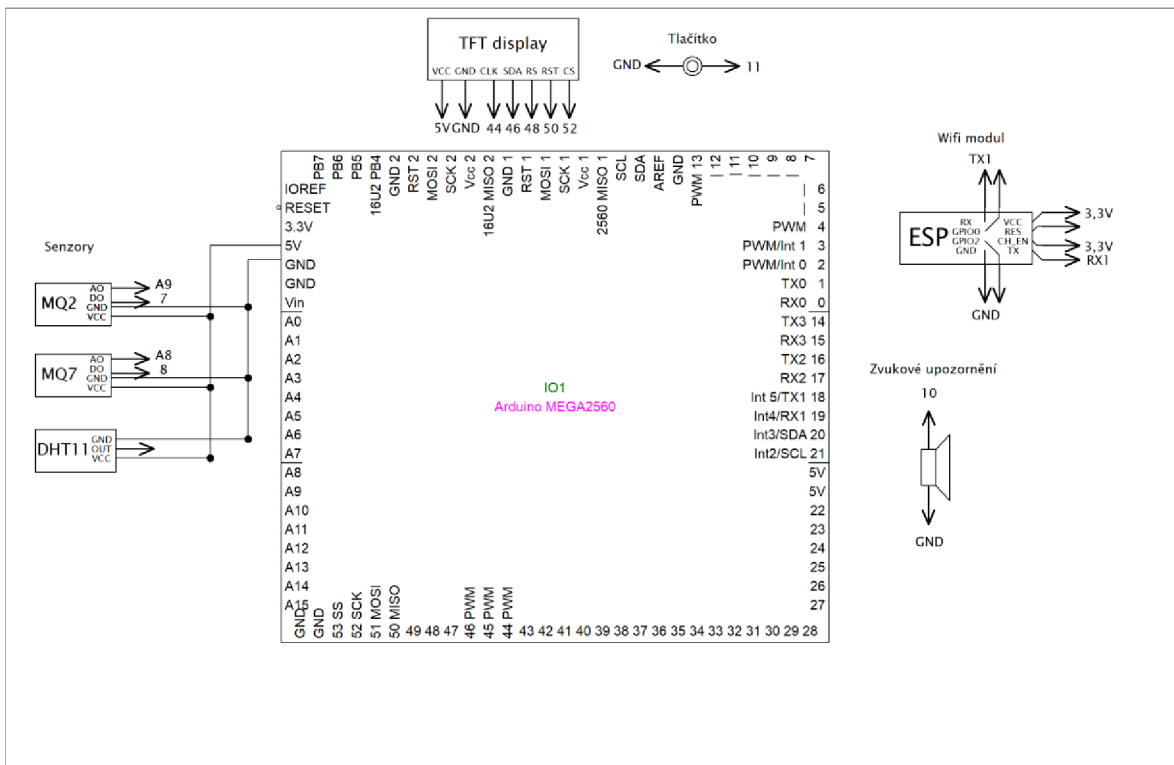 TFT display
VCC GND CLK SDA RS RST CS
5V GND 44 46 48 50 52
Tlačítko
GND 11
Wifi modul
TX1
ESP
RX VCC
GPIO0 RES
GPIO2 CH_EN
GND TX
3,3V
3,3V
RX1
GND
Zvukové upozornění
10
GND
Senzory
MQ2
AO
DO
GND
VCC
A9
7
MQ7
AO
DO
GND
VCC
A8
8
DHT11
GND
OUT
VCC
PB7
PB6
PB5
16U2 PB4
GND 2
RST 2
MOSI 2
SCK 2
Vcc 2
16U2 MISO 2
GND 1
RST 1
MOSI 1
SCK 1
Vcc 1
2560 MISO 1
SCL
SDA
AREF
GND
PWM 13
| 12
| 11
| 10
| 9
| 8
7
IOREF
RESET
3.3V
5V
GND
GND
Vin
A0
A1
A2
A3
A4
A5
A6
A7
A8
A9
A10
A11
A12
A13
A14
A15
| 6
| 5
PWM 4
PWM/Int 1 3
PWM/Int 0 2
TX0 1
RX0 0
TX3 14
RX3 15
TX2 16
RX2 17
Int 5/TX1 18
Int4/RX1 19
Int3/SDA 20
Int2/SCL 21
5V
5V
22
23
24
25
26
27
IO1
Arduino MEGA2560
GND
GND
53 SS
52 SCK
51 MOSI
50 MISO
49 48 47
46 PWM
45 PWM
44 PWM
43 42 41 40 39 38 37 36 35 34 33 32 31 30 29 28